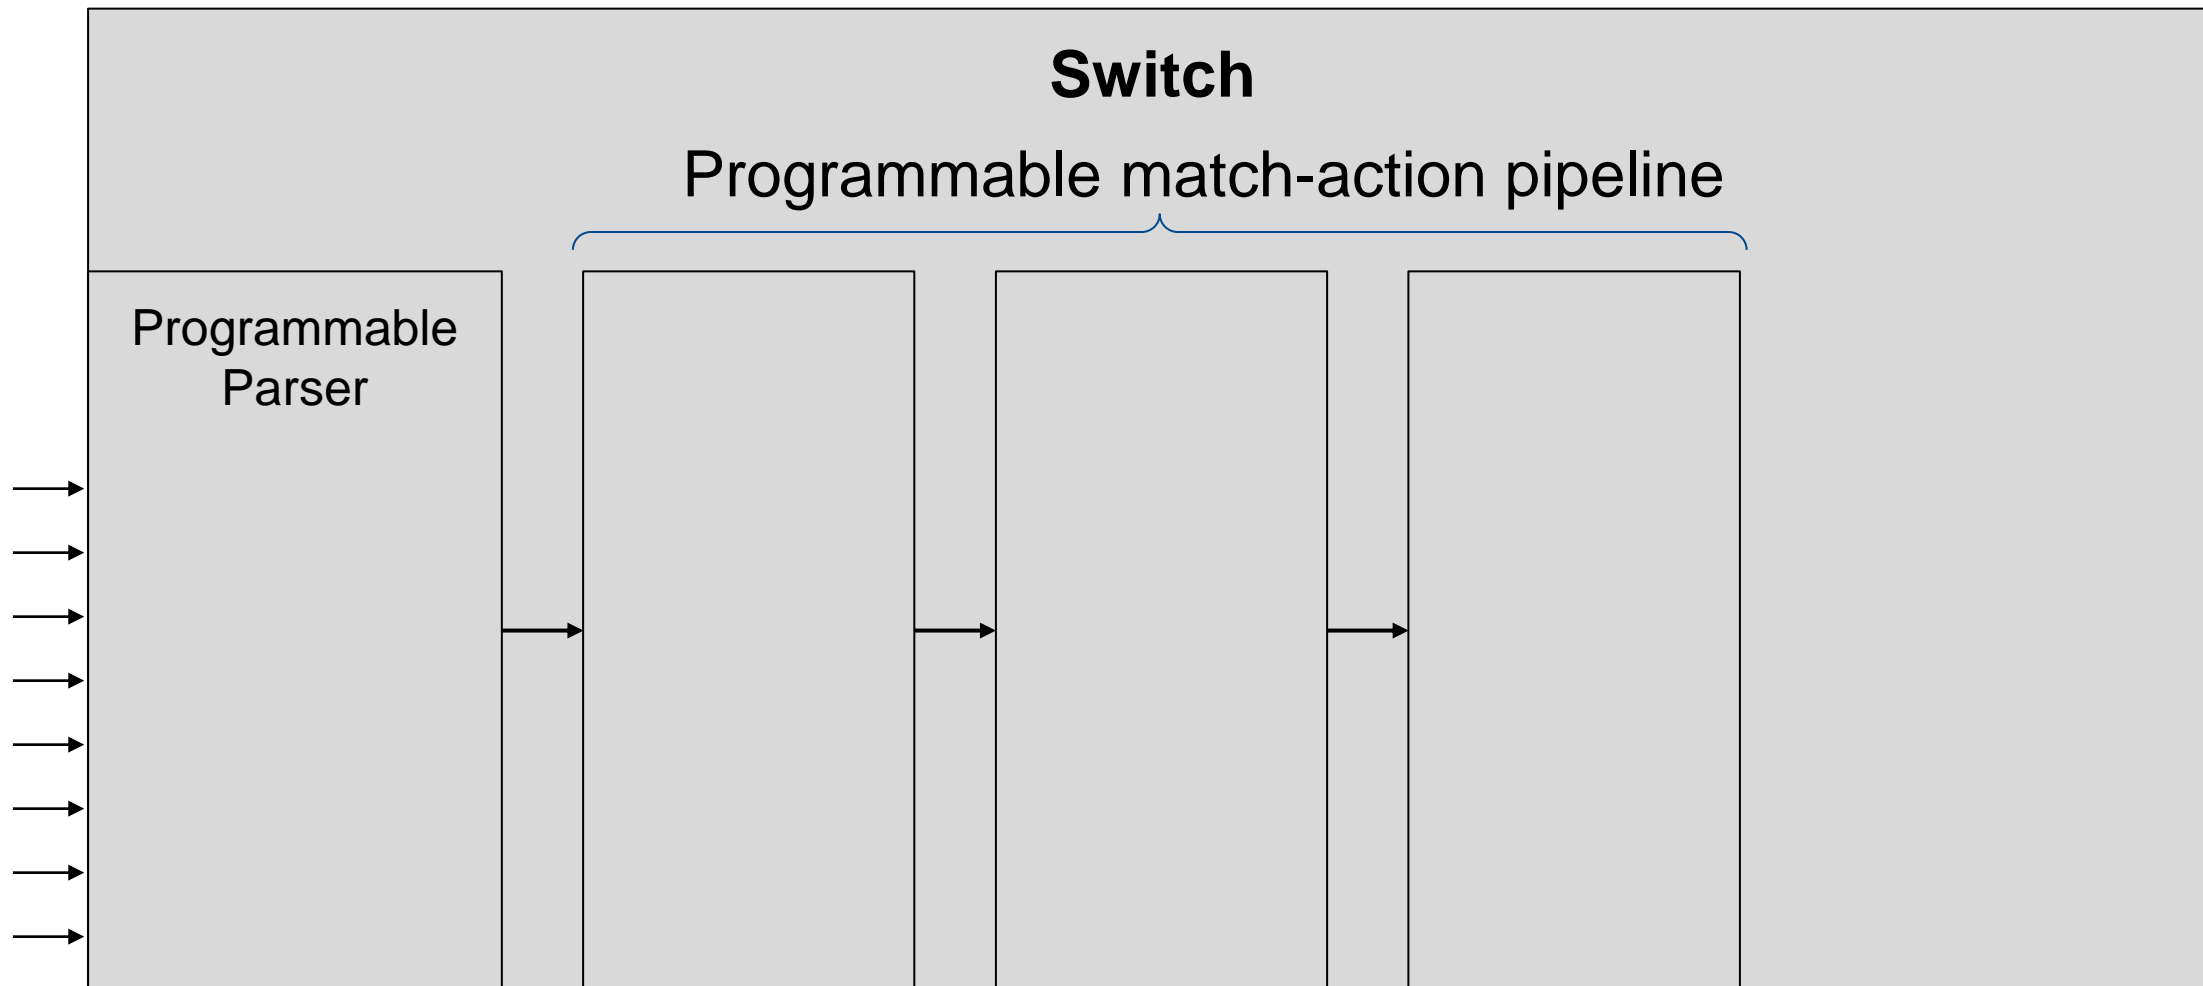 Switch
Programmable match-action pipeline
Programmable
Parser